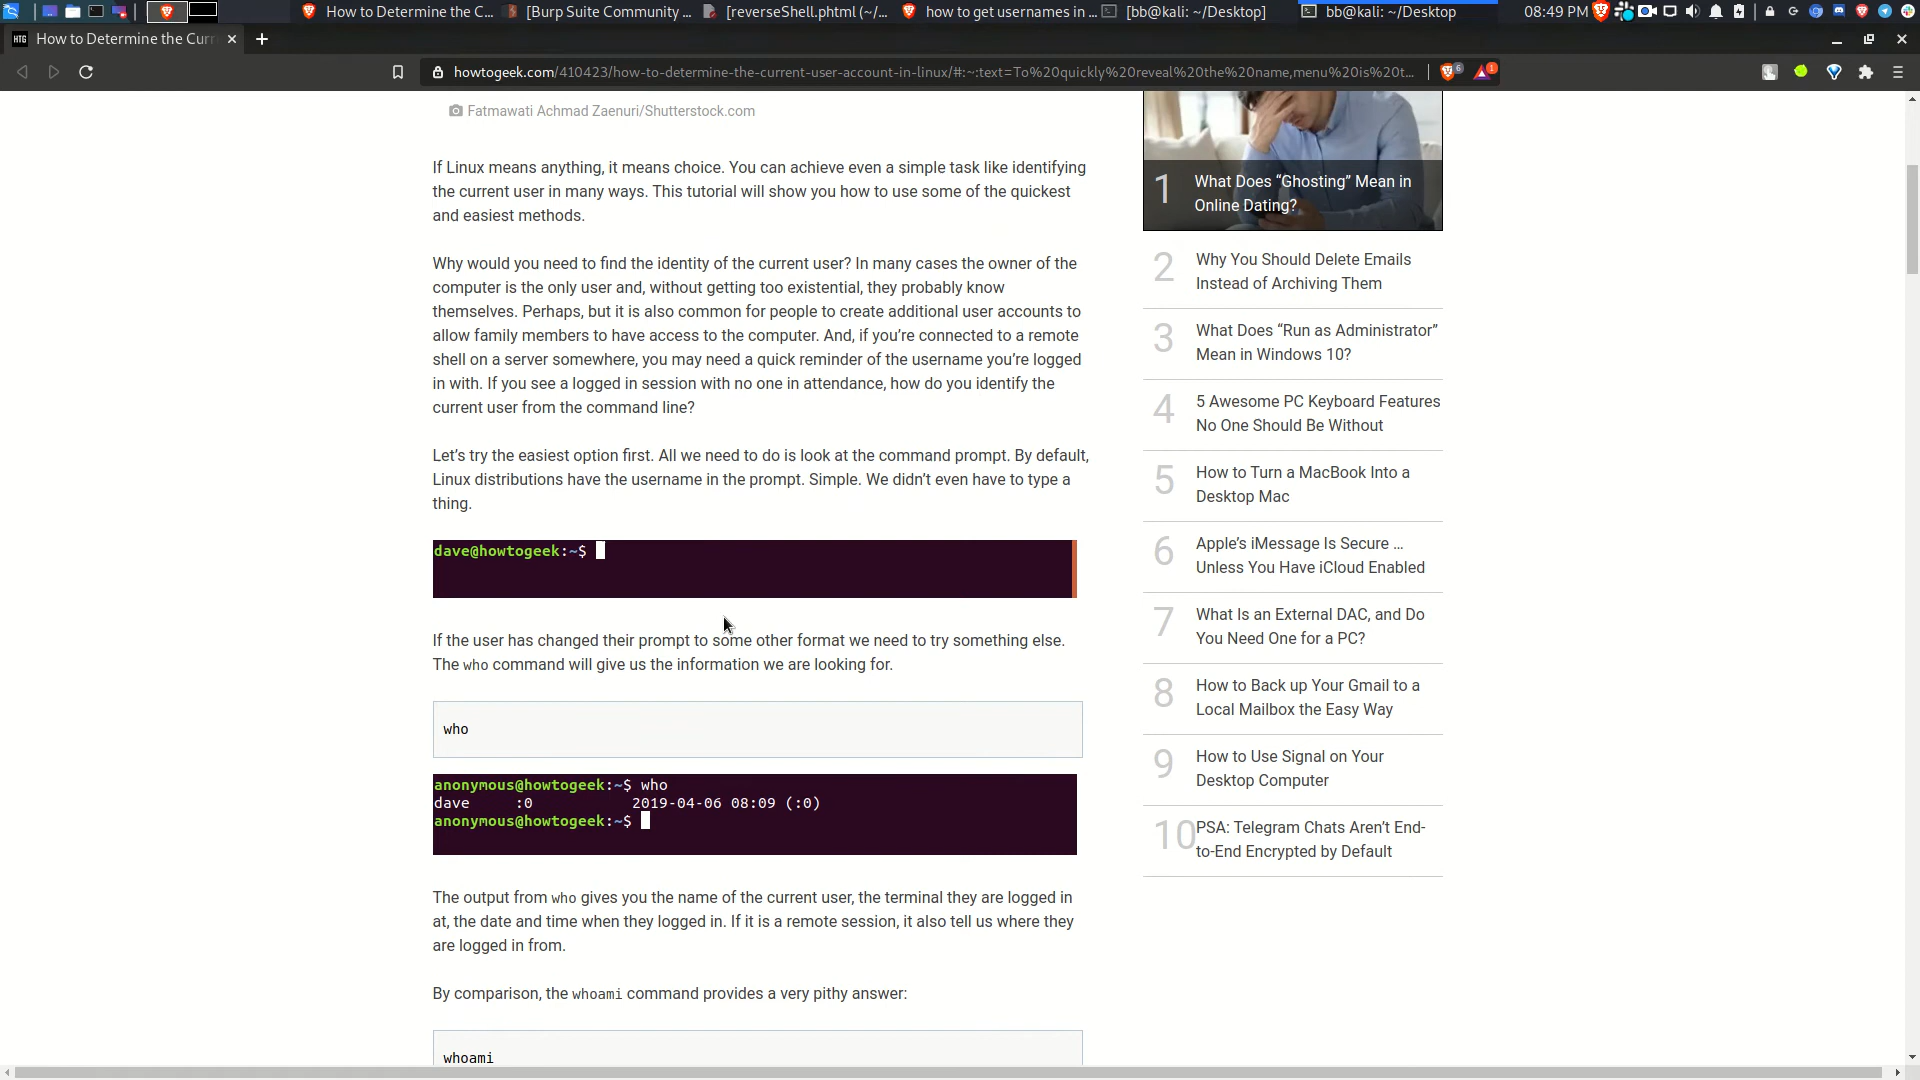 How to Determine the C...
[Burp Suite Community ...
[reverseShell.phtml (~/...
how to get usernames in ...
[bb@kali: ~/Desktop]
bb@kali: ~/Desktop
08:49 PM
HTG How to Determine the Curr
howtogeek.com/410423/how-to-determine-the-current-user-account-in-linux/#:~:text=To%20quickly%20reveal%20the%20name,menu%20is%20t...
6
1
Fatmawati Achmad Zaenuri/Shutterstock.com
If Linux means anything, it means choice. You can achieve even a simple task like identifying
the current user in many ways. This tutorial will show you how to use some of the quickest
and easiest methods.
Why would you need to find the identity of the current user? In many cases the owner of the
computer is the only user and, without getting too existential, they probably know
themselves. Perhaps, but it is also common for people to create additional user accounts to
allow family members to have access to the computer. And, if you’re connected to a remote
shell on a server somewhere, you may need a quick reminder of the username you’re logged
in with. If you see a logged in session with no one in attendance, how do you identify the
current user from the command line?
Let’s try the easiest option first. All we need to do is look at the command prompt. By default,
Linux distributions have the username in the prompt. Simple. We didn’t even have to type a
thing.
dave@howtogeek:~$
If the user has changed their prompt to some other format we need to try something else.
The who command will give us the information we are looking for.
who
anonymous@howtogeek:~$ who
dave :0 2019-04-06 08:09 (:0)
anonymous@howtogeek:~$
The output from who gives you the name of the current user, the terminal they are logged in
at, the date and time when they logged in. If it is a remote session, it also tell us where they
are logged in from.
By comparison, the whoami command provides a very pithy answer:
whoami
1 What Does “Ghosting” Mean in
Online Dating?
2 Why You Should Delete Emails
Instead of Archiving Them
3 What Does “Run as Administrator”
Mean in Windows 10?
4 5 Awesome PC Keyboard Features
No One Should Be Without
5 How to Turn a MacBook Into a
Desktop Mac
6 Apple’s iMessage Is Secure ...
Unless You Have iCloud Enabled
7 What Is an External DAC, and Do
You Need One for a PC?
8 How to Back up Your Gmail to a
Local Mailbox the Easy Way
9 How to Use Signal on Your
Desktop Computer
10 PSA: Telegram Chats Aren’t End-
to-End Encrypted by Default